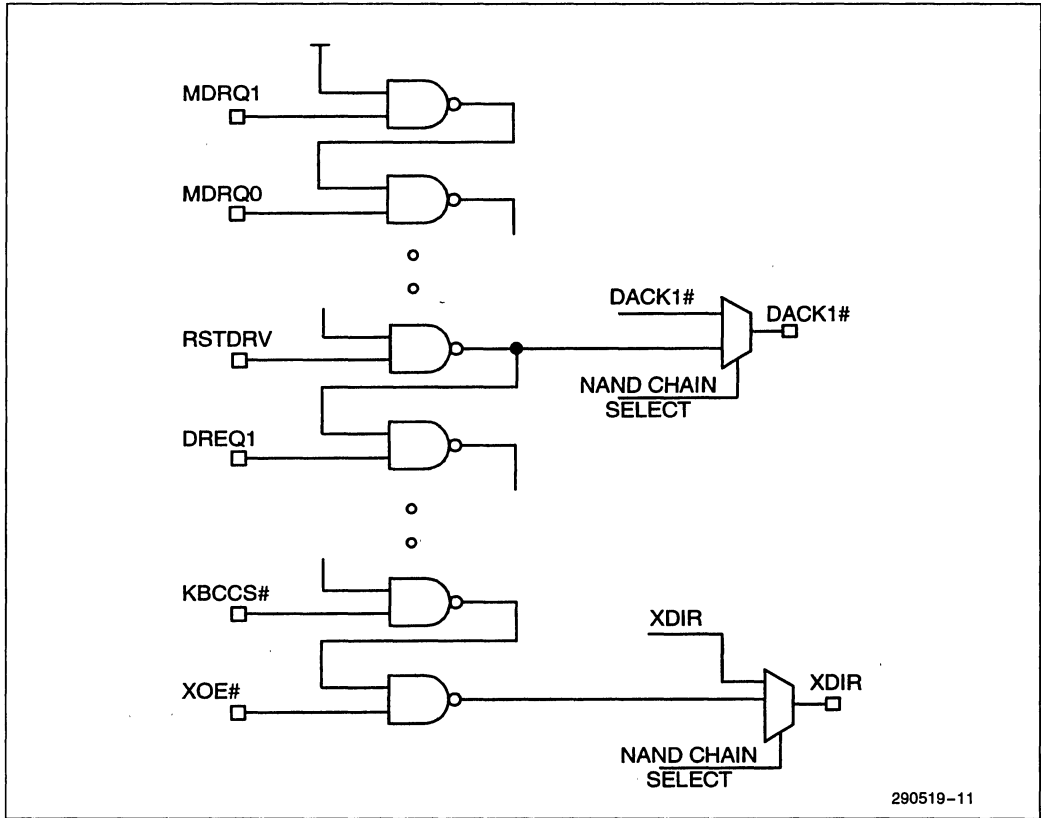 MDRQ1
MDRQ0
DACK1#
DACK1#
RSTDRV
NAND CHAIN
SELECT
DREQ1
KBCCS#
XDIR
XOE#
XDIR
NAND CHAIN
SELECT
290519-11